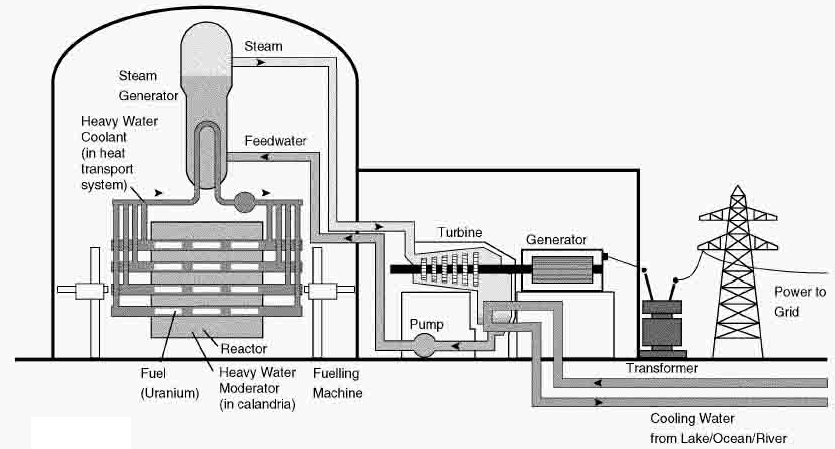 Steam
Steam
Generator
Heavy Water
Coolant
(in heat
transport
system)
Feedwater
Turbine
Generator
Power to
Grid
Pump
Reactor
Fuel
(Uranium)
Heavy Water
Moderator
(in calandria)
Fuelling
Machine
Transformer
Cooling Water
from Lake/Ocean/River